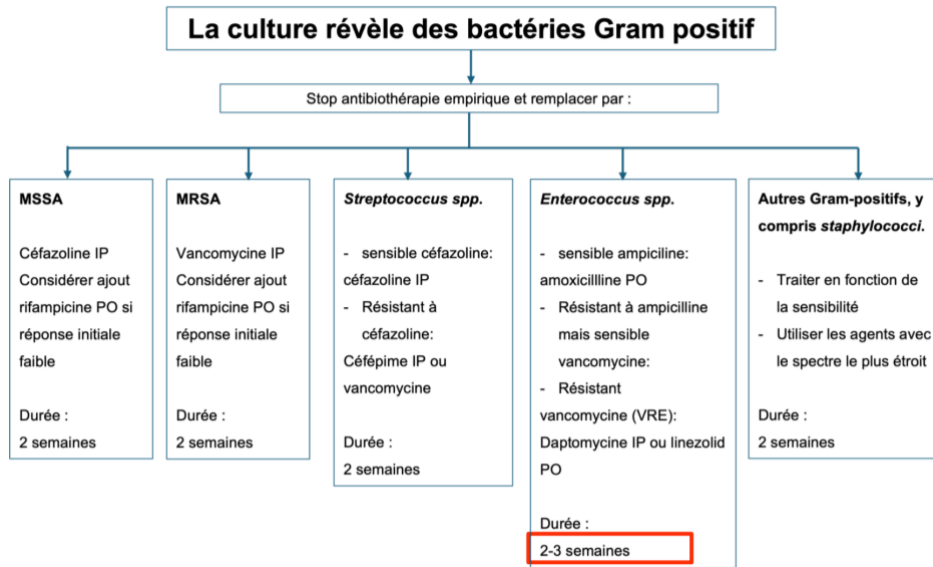 La culture révèle des bactéries Gram positif
Stop antibiothérapie empirique et remplacer par :
MSSA
Céfazoline IP
Considérer ajout
rifampicine PO si
réponse initiale
faible
Durée :
2 semaines
MRSA
Vancomycine IP
Considérer ajout
rifampicine PO si
réponse initiale
faible
Durée :
2 semaines
Streptococcus spp.
- sensible céfazoline:
céfazoline IP
- Résistant à
céfazoline:
Céfépime IP ou
vancomycine
Durée :
2 semaines
Enterococcus spp.
- sensible ampiciline:
amoxicillline PO
- Résistant à ampicilline
mais sensible
vancomycine:
- Résistant
vancomycine (VRE):
Daptomycine IP ou linezolid
PO
Durée :
2-3 semaines
Autres Gram-positifs, y
compris staphylococci.
- Traiter en fonction de
la sensibilité
- Utiliser les agents avec
le spectre le plus étroit
Durée :
2 semaines